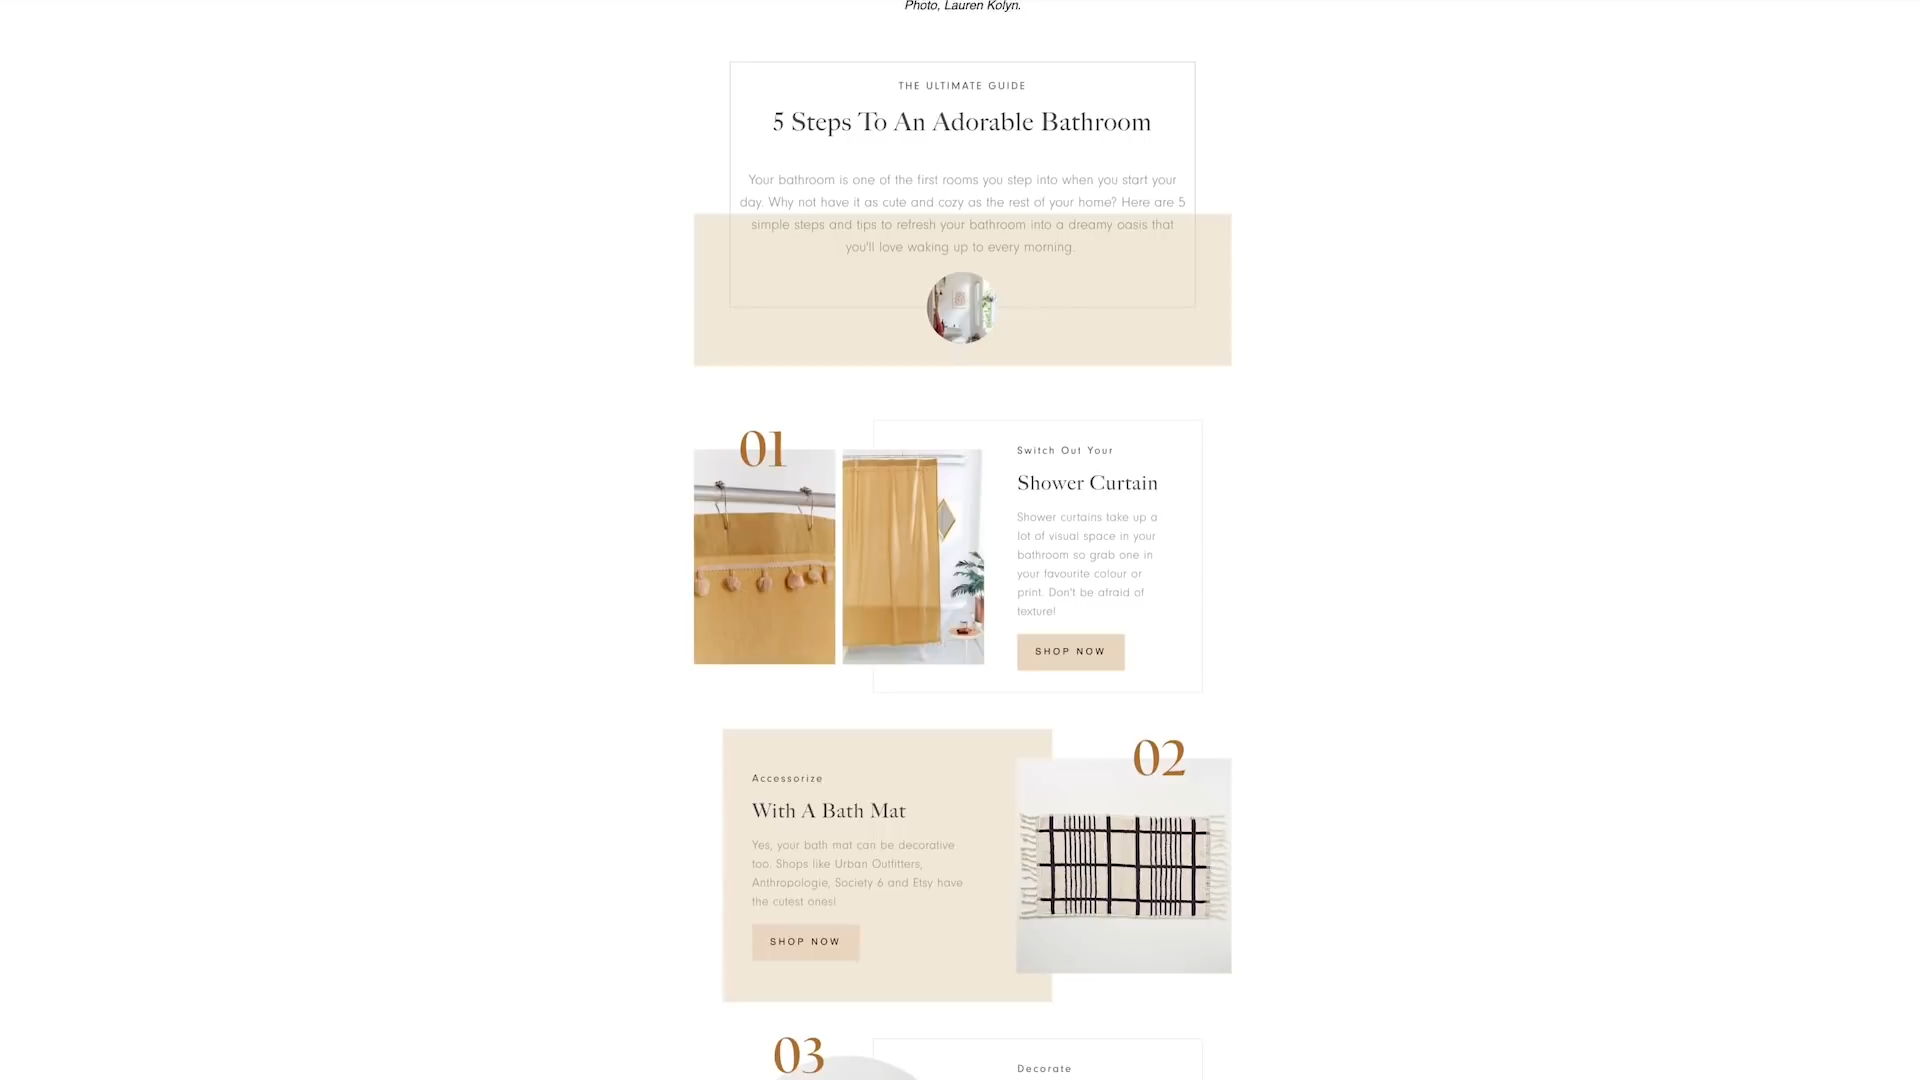 Photo, Lauren Kolyn.
THE ULTIMATE GUIDE
5 Steps To An Adorable Bathroom
Your bathroom is one of the first rooms you step into when you start your
day. Why not have it as cute and cozy as the rest of your home? Here are 5
simple steps and tips to refresh your bathroom into a dreamy oasis that
you'll love waking up to every morning.
01
Switch Out Your
Shower Curtain
Shower curtains take up a
lot of visual space in your
bathroom so grab one in
your favourite colour or
print. Don't be afraid of
texture!
SHOP NOW
02
Accessorize
With A Bath Mat
Yes, your bath mat can be decorative
too. Shops like Urban Outfitters,
Anthropologie, Society 6 and Etsy have
the cutest ones!
SHOP NOW
03
Decorate